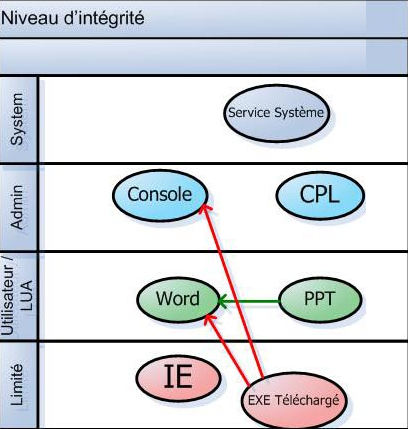 Niveau d'intégrité
System
Service Système
Admin
Console
CPL
Utilisateur /
LUA
Word
PPT
Limité
IE
EXE Téléchargé